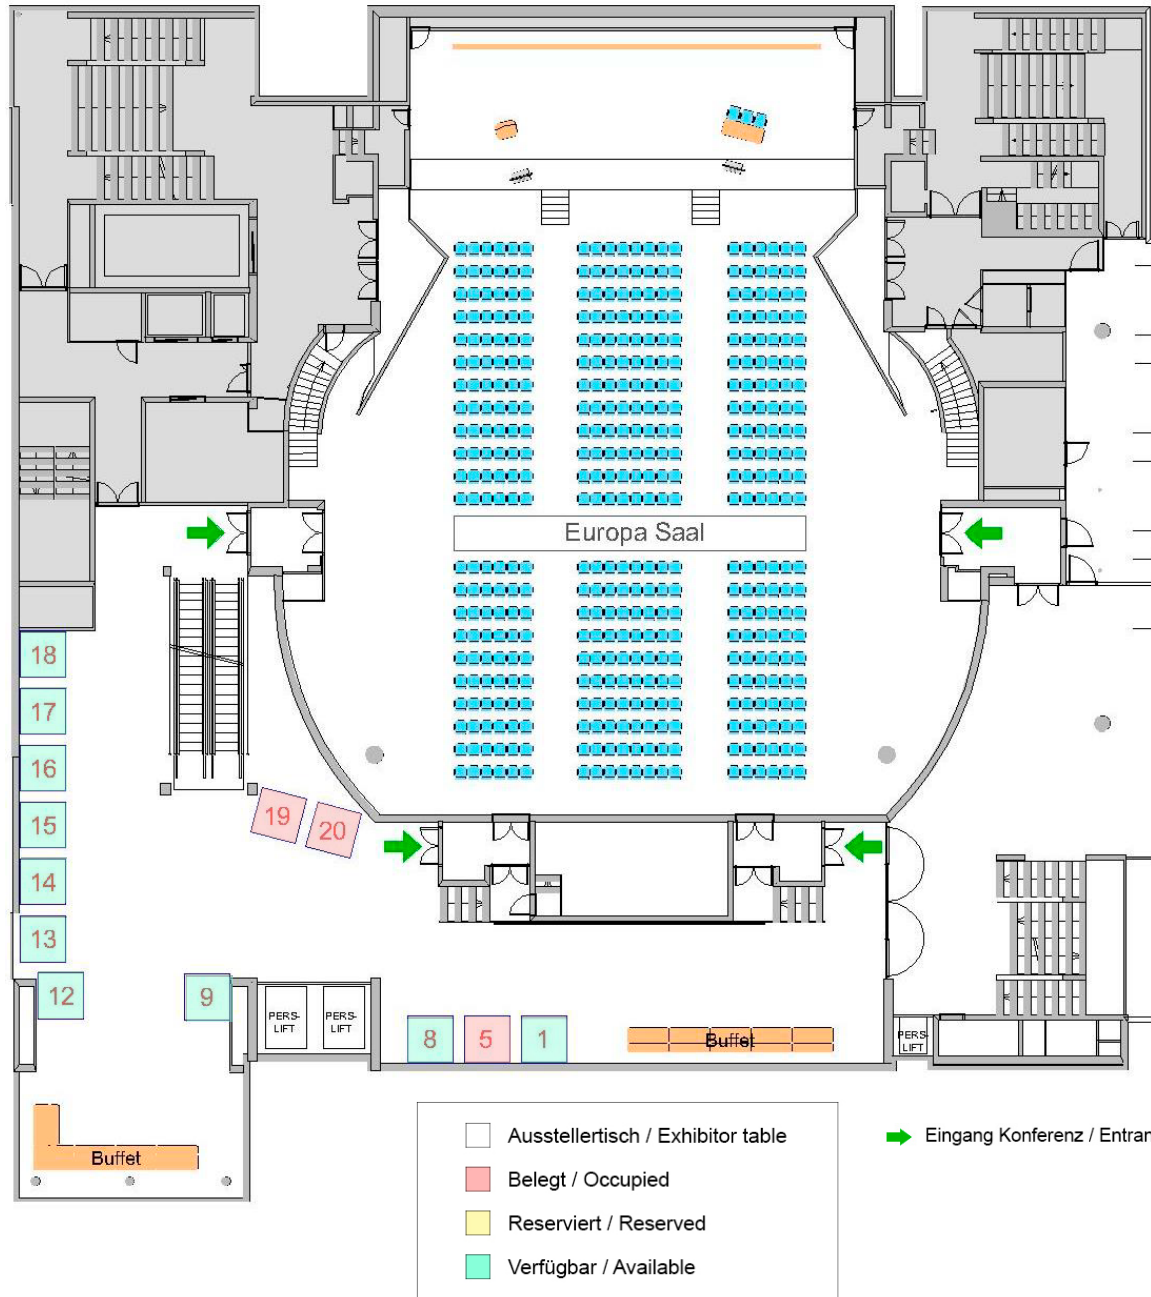 Europa Saal
18
17
16
15
14
13
12
19
20
9
PERS-
LIFT
PERS-
LIFT
8
5
1
Buffet
PERS-
LIFT
Buffet
Ausstellertisch / Exhibitor table
Belegt / Occupied
Reserviert / Reserved
Verfügbar / Available
Eingang Konferenz / Entran